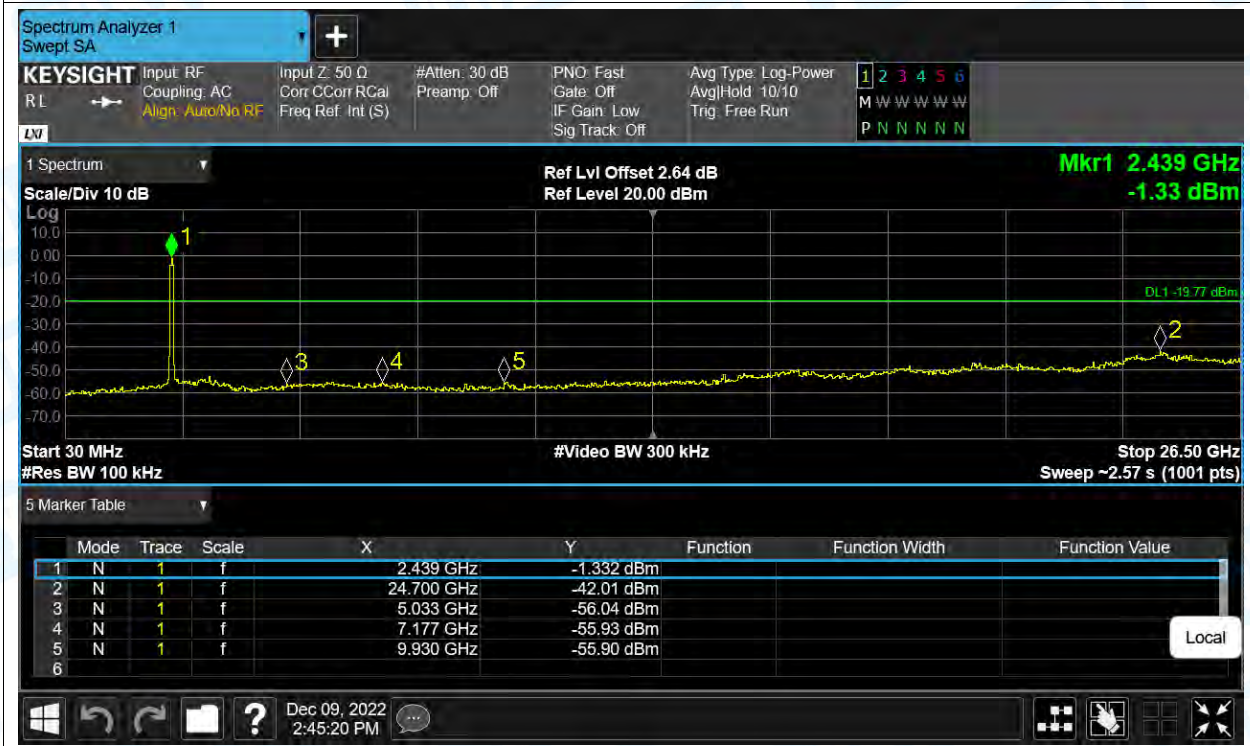 Spectrum Analyzer 1
Swept SA
+
KEYSIGHT Input: RF Input Z: 50 Ω #Atten: 30 dB PNO: Fast Avg Type: Log-Power 1 2 3 4 5 6
RL Coupling: AC Corr CCorr RCal Preamp: Off Gate: Off Avg|Hold: 10/10 M W W W W W
Align: Auto/No RF Freq Ref: Int (S) IF Gain: Low Trig: Free Run
LXI Sig Track: Off P N N N N N
1 Spectrum
Ref Lvl Offset 2.64 dB Mkr1 2.439 GHz
Scale/Div 10 dB Ref Level 20.00 dBm -1.33 dBm
Log
10.0
1
0.00
-10.0
DL1 -19.77 dBm
-20.0
-30.0
2
-40.0
3 4 5
-50.0
-60.0
-70.0
Start 30 MHz #Video BW 300 kHz Stop 26.50 GHz
#Res BW 100 kHz Sweep ~2.57 s (1001 pts)
5 Marker Table
Mode Trace Scale X Y Function Function Width Function Value
1 N 1 f 2.439 GHz -1.332 dBm
2 N 1 f 24.700 GHz -42.01 dBm
3 N 1 f 5.033 GHz -56.04 dBm
4 N 1 f 7.177 GHz -55.93 dBm
5 N 1 f 9.930 GHz -55.90 dBm
6
Local
? Dec 09, 2022
2:45:20 PM